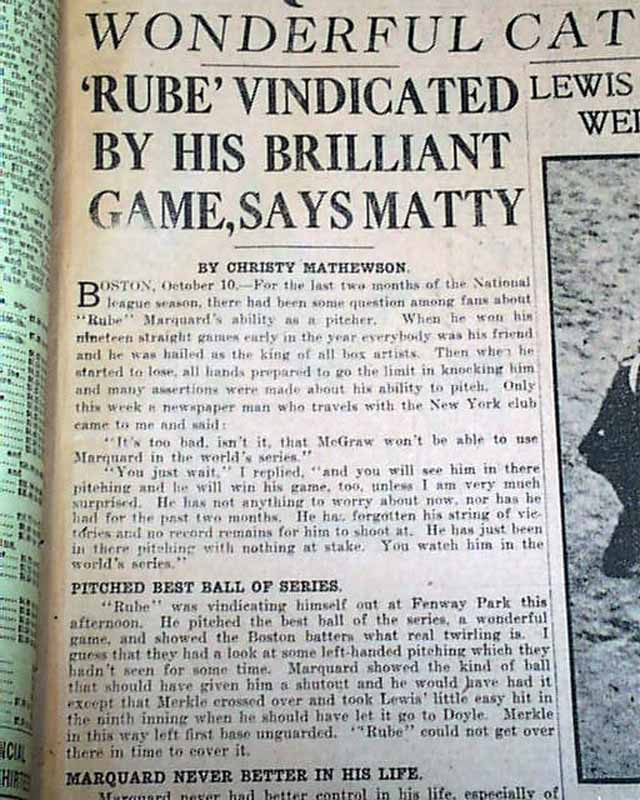 WONDERFUL CAT
'RUBE' VINDICATED
BY HIS BRILLIANT
GAME, SAYS MATTY
LEWIS
WEI
BY CHRISTY MATHEWSON.
BOSTON, October 10.—For the last two months of the National
league season, there had been some question among fans about
"Rube" Marquard's ability as a pitcher. When he won his
nineteen straight games early in the year everybody was his friend
and he was hailed as the king of all box artists. Then when he
started to lose, all hands prepared to go the limit in knocking him
and many assertions were made about his ability to pitch. Only
this week a newspaper man who travels with the New York club
came to me and said:
"It's too bad, isn't it, that McGraw won't be able to use
Marquard in the world's series."
"You just wait," I replied, "and you will see him in there
pitching and he will win his game, too, unless I am very much
surprised. He has not anything to worry about now, nor has he
had for the past two months. He has forgotten his string of vic-
tories and no record remains for him to shoot at. He has just been
in there pitching with nothing at stake. You watch him in the
world's series."
PITCHED BEST BALL OF SERIES.
"Rube" was vindicating himself out at Fenway Park this
afternoon. He pitched the best ball of the series, a wonderful
game, and showed the Boston batters what real twirling is. I
guess that they had a look at some left-handed pitching which they
hadn't seen for some time. Marquard showed the kind of ball
that should have given him a shutout and he would have had it
except that Merkle crossed over and took Lewis' little easy hit in
the ninth inning when he should have let it go to Doyle. Merkle
in this way left first base unguarded. "Rube" could not get over
there in time to cover it.
MARQUARD NEVER BETTER IN HIS LIFE.
Marquard never had better control in his life, especially of